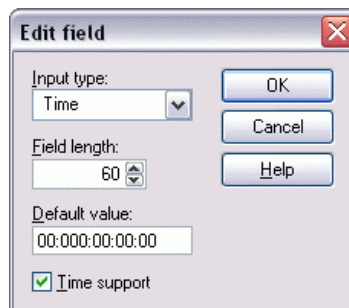 Edit field
Input type:
Time
OK
Cancel
Field length:
60
Help
Default value:
00:000:00:00:00
Time support